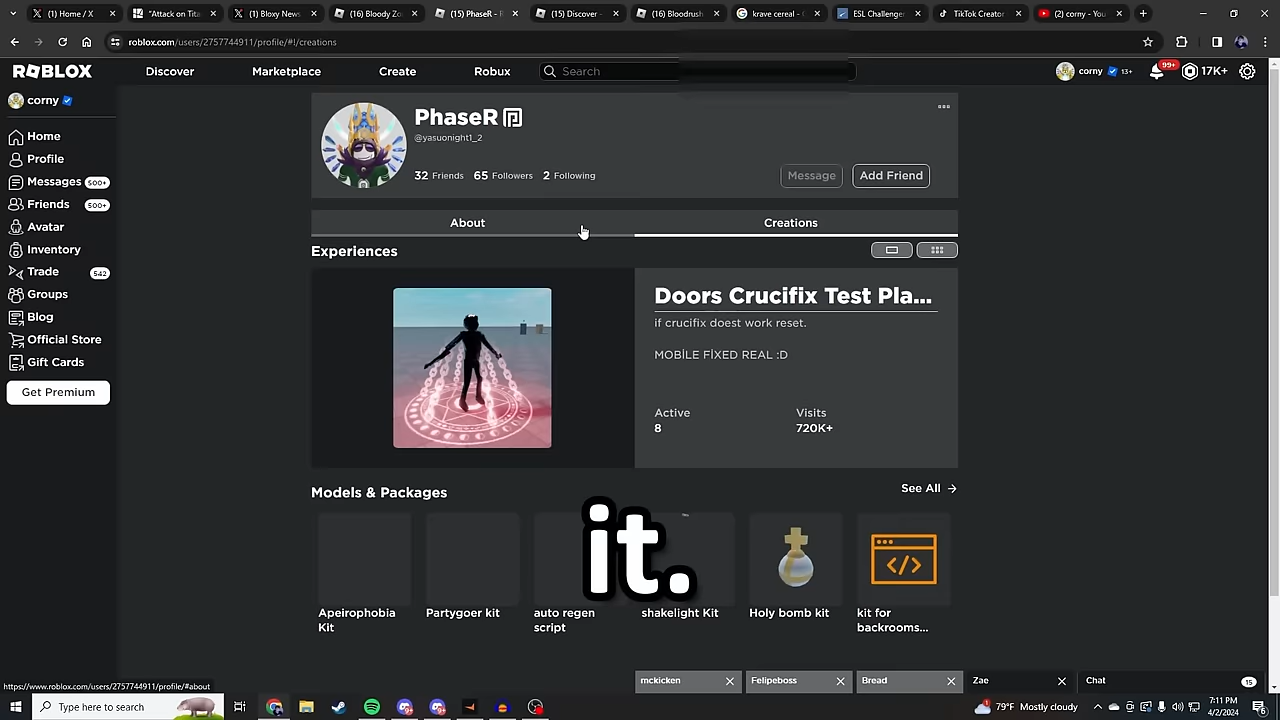 (1) Home / X
"Attack on Tita
(1) Bloxy News
(16) Bloody Zo
(15) PhaseR - R
(15) Discover -
(16) Bloodrush
krave cereal - G
ESL Challenger
TikTok Creator
(2) corny - You
roblox.com/users/2757744911/profile/#!/creations
ROBLOX
Discover
Marketplace
Create
Robux
Search
corny
13+
99+
17K+
corny
Home
Profile
Messages 500+
Friends 500+
Avatar
Inventory
Trade 542
Groups
Blog
Official Store
Gift Cards
Get Premium
PhaseR
@yasuonight1_2
32 Friends 65 Followers 2 Following
Message
Add Friend
About
Creations
Experiences
Doors Crucifix Test Pla...
if crucifix doest work reset.
MOBİLE FİXED REAL :D
Active
Visits
8
720K+
Models & Packages
See All
it.
Apeirophobia
Kit
Partygoer kit
auto regen
script
shakelight Kit
Holy bomb kit
kit for
backrooms...
mckicken
Felipeboss
Bread
Zae
Chat
15
https://www.roblox.com/users/2757744911/profile/#about
Type here to search
79°F Mostly cloudy
7:11 PM
4/2/2024